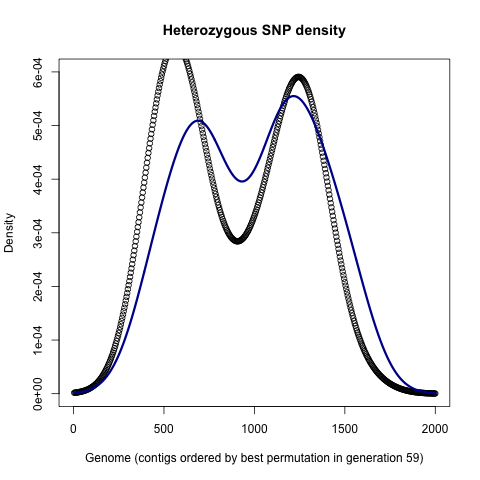 Heterozygous SNP density
6e-04
5e-04
4e-04
3e-04
2e-04
1e-04
0e+00
Density
0 500 1000 1500 2000
Genome (contigs ordered by best permutation in generation 59)